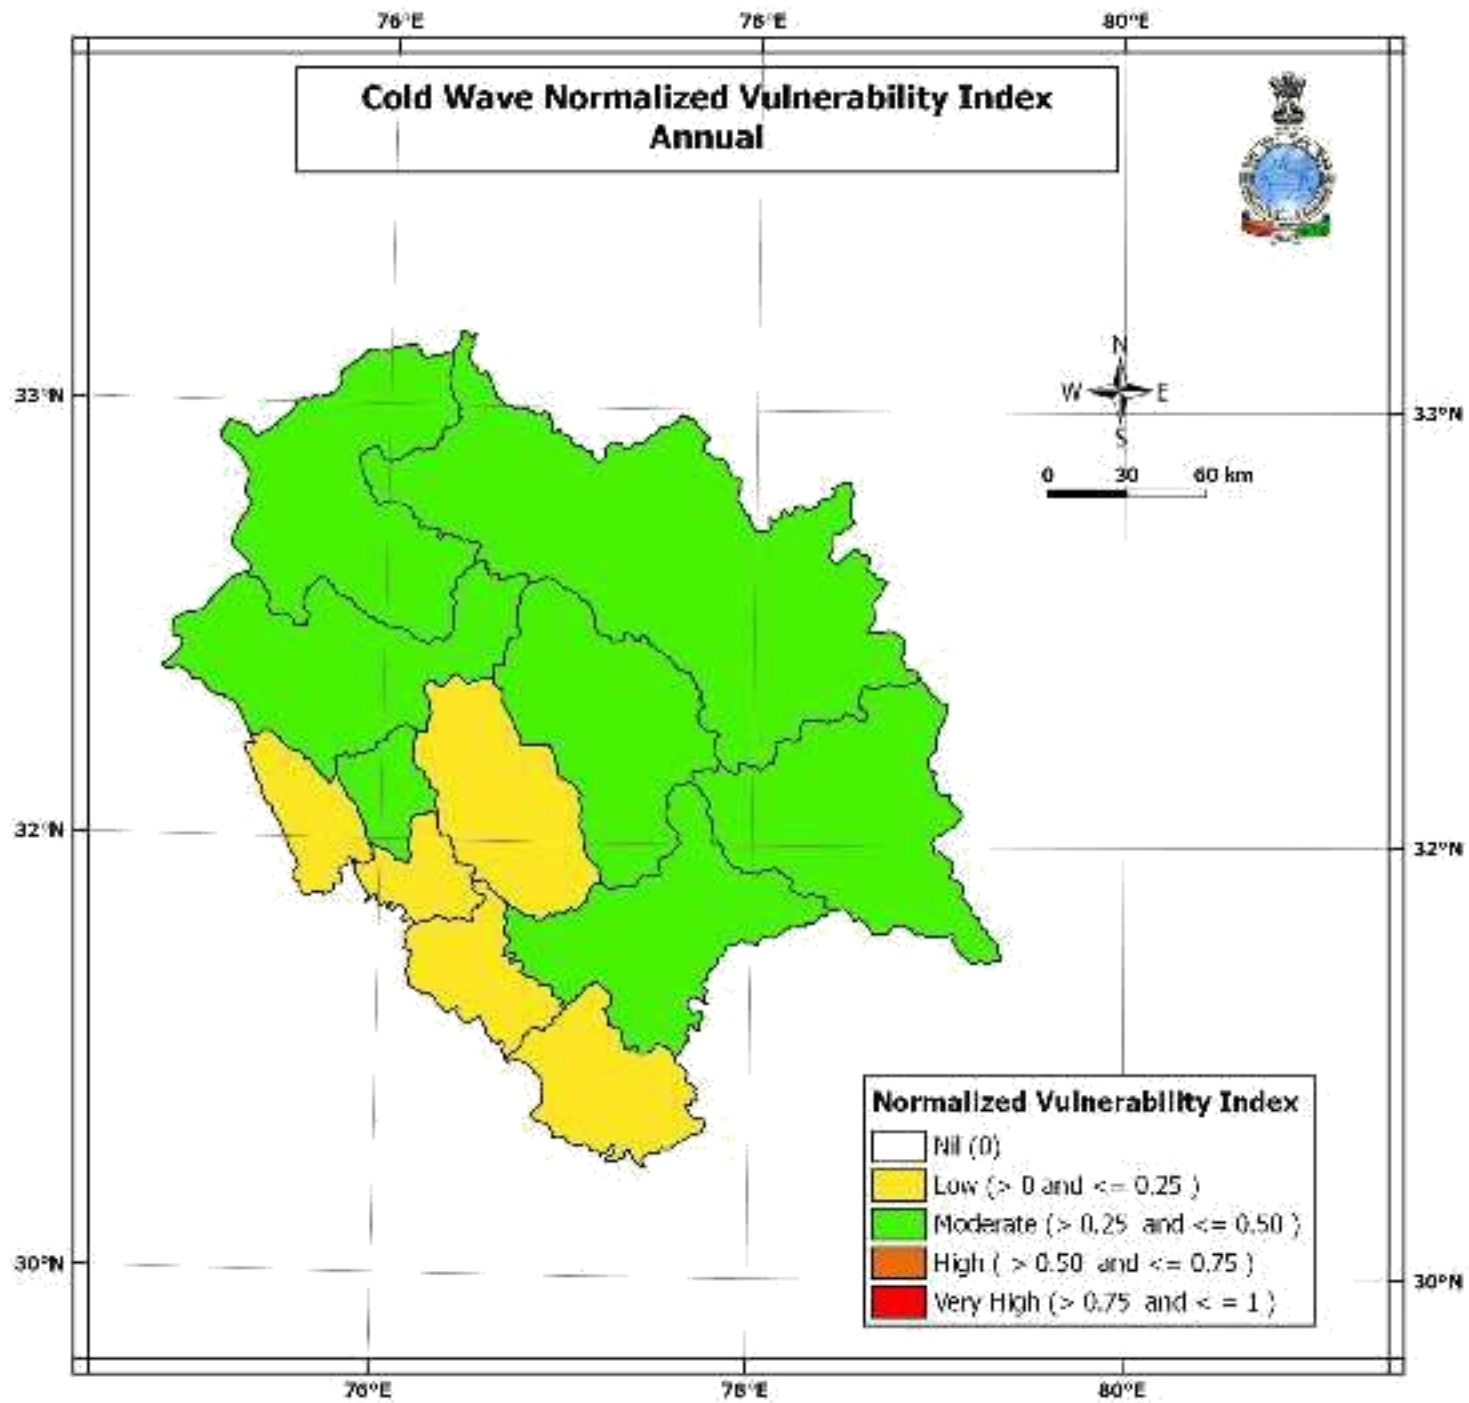 76°E 76°E 80°E
Cold Wave Normalized Vulnerability Index
Annual
N
W E
S
33°N 33°N
0 30 60 km
32°N 32°N
Normalized Vulnerability Index
Nil (0)
Low (> 0 and <= 0.25 )
Moderate (> 0.25 and <= 0.50 )
High ( > 0.50 and <= 0.75 )
Very High (> 0.75 and < = 1 )
30°N 30°N
76°E 76°E 80°E